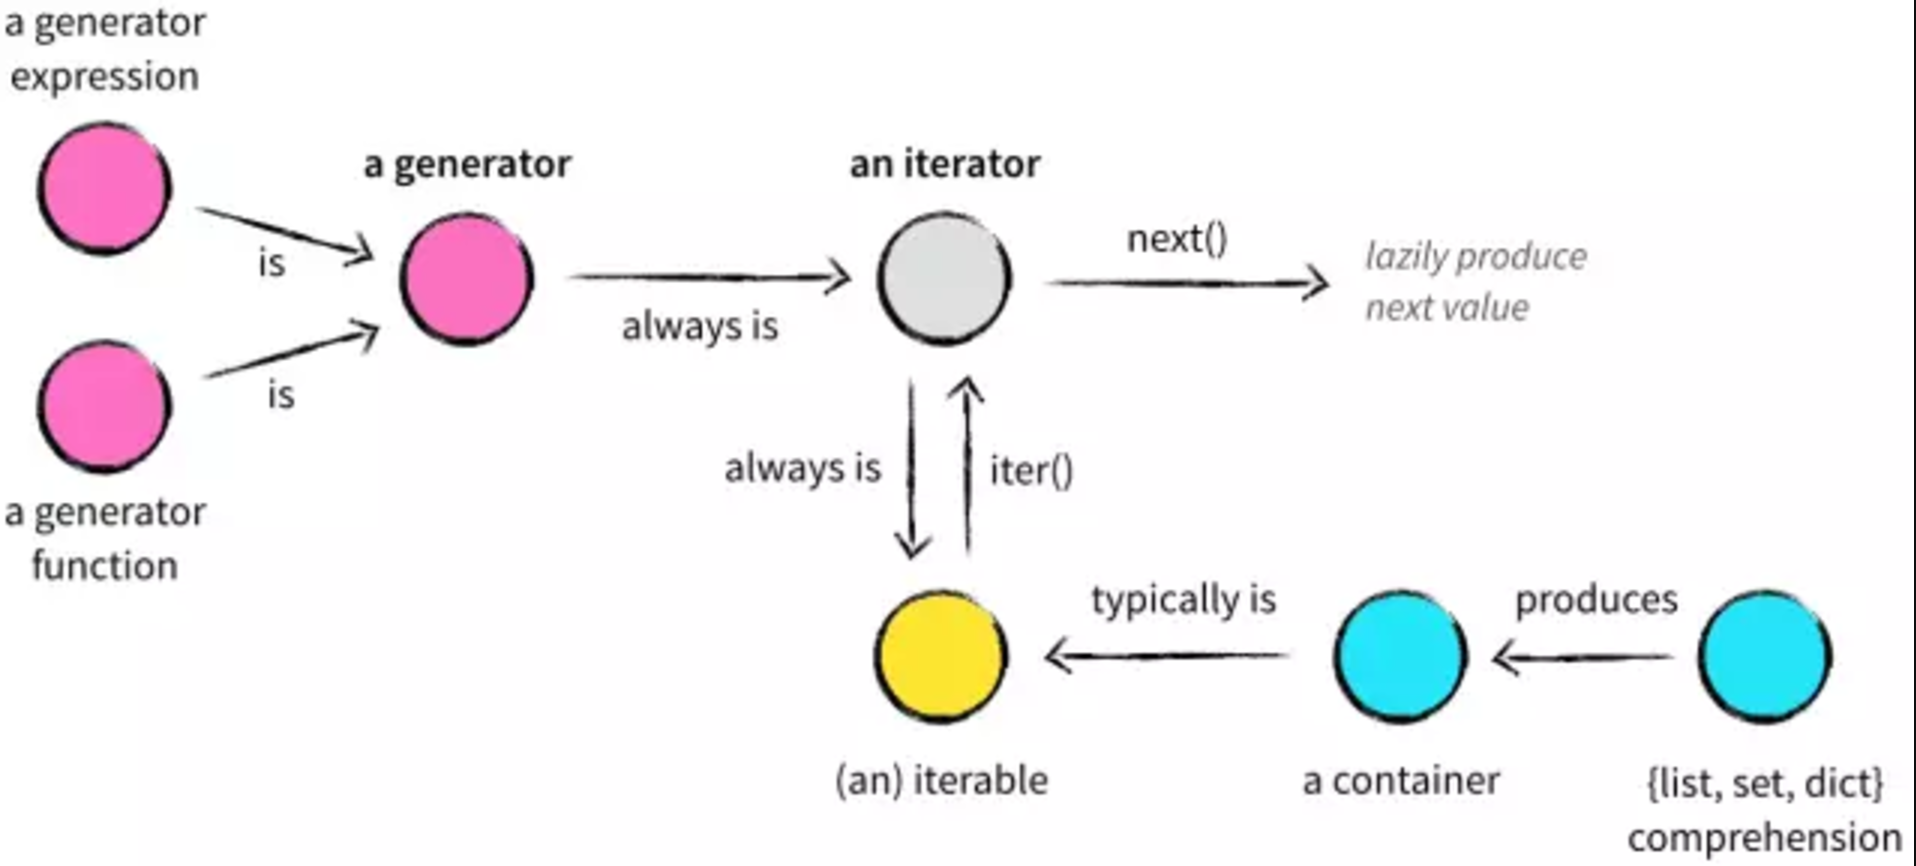 a generator
expression
a generator
an iterator
next()
lazily produce
next value
is
always is
is
always is
iter()
a generator
function
typically is
produces
(an) iterable
a container
{list, set, dict}
comprehension